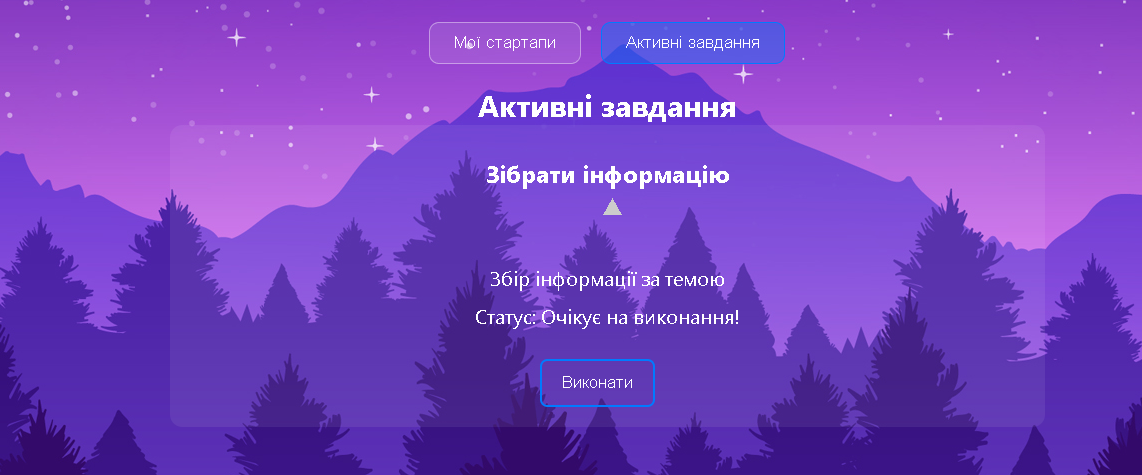 Мої стартапи
Активні завдання
Активні завдання
Зібрати інформацію
Збір інформації за темою
Статус: Очікує на виконання!
Виконати